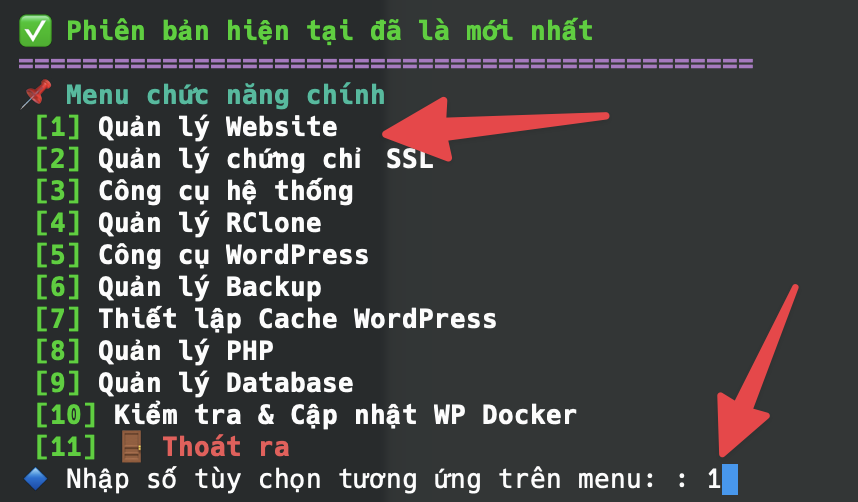 ✅ Phiên bản hiện tại đã là mới nhất
==============================================
📌 Menu chức năng chính
[1] Quản lý Website
[2] Quản lý chứng chỉ SSL
[3] Công cụ hệ thống
[4] Quản lý RClone
[5] Công cụ WordPress
[6] Quản lý Backup
[7] Thiết lập Cache WordPress
[8] Quản lý PHP
[9] Quản lý Database
[10] Kiểm tra & Cập nhật WP Docker
[11] 🚪 Thoát ra
🔹 Nhập số tùy chọn tương ứng trên menu: : 1